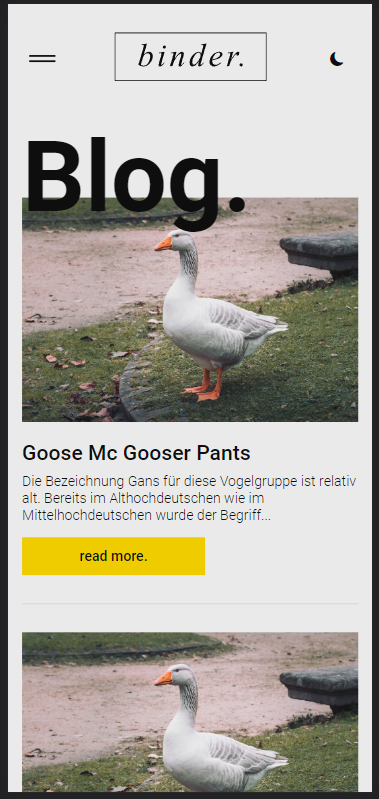 binder.
Blog.
Goose Mc Gooser Pants
Die Bezeichnung Gans für diese Vogelgruppe ist relativ
alt. Bereits im Althochdeutschen wie im
Mittelhochdeutschen wurde der Begriff...
read more.